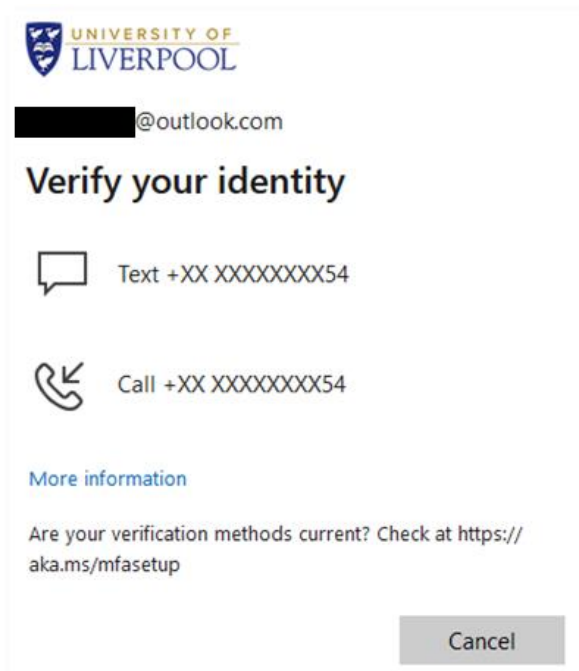 UNIVERSITY OF
LIVERPOOL
@outlook.com
Verify your identity
Text +XX XXXXXXXX54
Call +XX XXXXXXXX54
More information
Are your verification methods current? Check at https://
aka.ms/mfasetup
Cancel